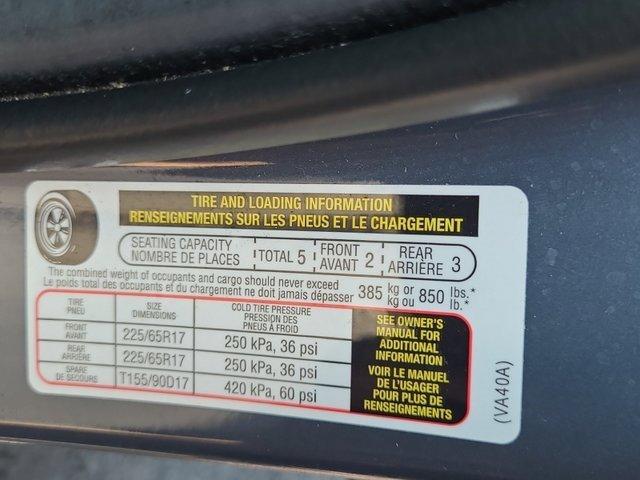 TIRE AND LOADING INFORMATION
RENSEIGNEMENTS SUR LES PNEUS ET LE CHARGEMENT
SEATING CAPACITY
NOMBRE DE PLACES
TOTAL 5
FRONT
AVANT 2
REAR
ARRIÈRE 3
The combined weight of occupants and cargo should never exceed
Le poids total des occupants et du chargement ne doit jamais dépasser
385 kg or
kg ou 850 lbs.*
lb.*
TIRE
PNEU
SIZE
DIMENSIONS
COLD TIRE PRESSURE
PRESSION DES
PNEUS À FROID
FRONT
AVANT
225/65R17
250 kPa, 36 psi
REAR
ARRIÈRE
225/65R17
250 kPa, 36 psi
SPARE
DE SECOURS
T155/90D17
420 kPa, 60 psi
SEE OWNER'S
MANUAL FOR
ADDITIONAL
INFORMATION
VOIR LE MANUEL
DE L'USAGER
POUR PLUS DE
RENSEIGNEMENTS
(VA40A)